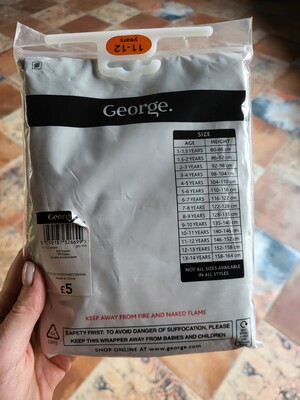 11-12
years
George.
SIZE
AGE HEIGHT
1-1.5 YEARS 80-86 cm
1.5-2 YEARS 86-92 cm
2-3 YEARS 92-98 cm
3-4 YEARS 98-104 cm
4-5 YEARS 104-110 cm
5-6 YEARS 110-116 cm
6-7 YEARS 116-122 cm
7-8 YEARS 122-128 cm
8-9 YEARS 128-135 cm
9-10 YEARS 135-140 cm
10-11 YEARS 140-146 cm
11-12 YEARS 146-152 cm
12-13 YEARS 152-158 cm
13-14 YEARS 158-164 cm
NOT ALL SIZES AVAILABLE
IN ALL STYLES
George.
£5
KEEP AWAY FROM FIRE AND NAKED FLAME
SAFETY FIRST: TO AVOID DANGER OF SUFFOCATION, PLEASE
KEEP THIS WRAPPER AWAY FROM BABIES AND CHILDREN
SHOP ONLINE AT www.george.com